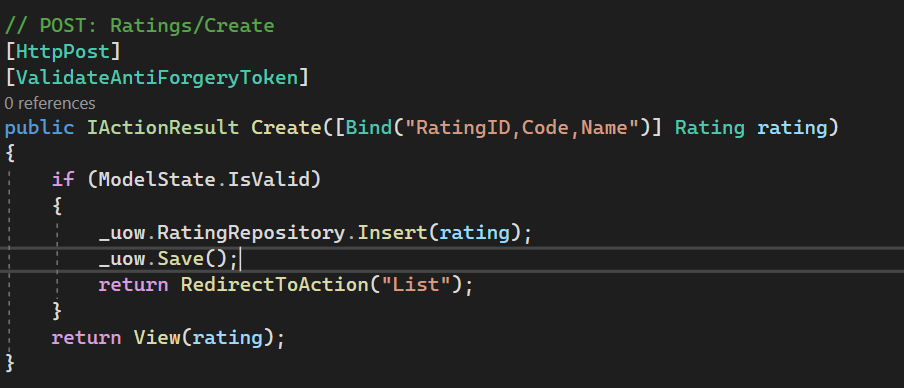 // POST: Ratings/Create
[HttpPost]
[ValidateAntiForgeryToken]
0 references
public IActionResult Create([Bind("RatingID,Code,Name")] Rating rating)
{
if (ModelState.IsValid)
{
_uow.RatingRepository.Insert(rating);
_uow.Save();
return RedirectToAction("List");
}
return View(rating);
}